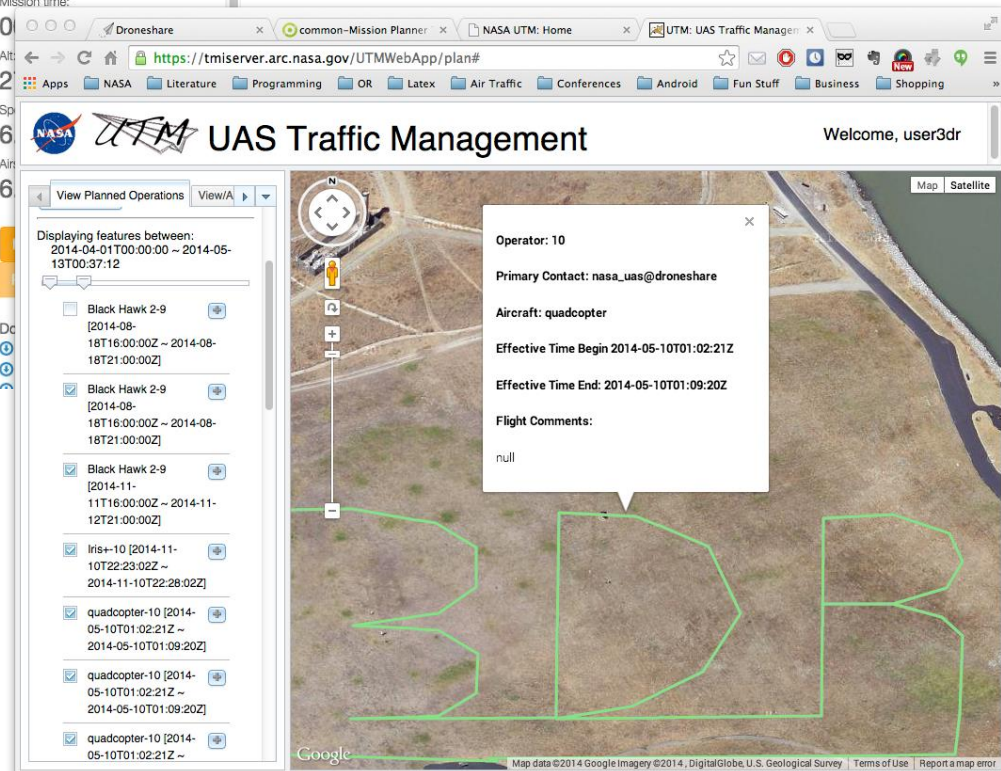 Mission time:
Droneshare
common-Mission Planner
NASA UTM: Home
UTM: UAS Traffic Managem
https://tmiserver.arc.nasa.gov/UTMWebApp/plan#
New
Apps NASA Literature Programming OR Latex Air Traffic Conferences Android Fun Stuff Business Shopping »
NASA UTM UAS Traffic Management
Welcome, user3dr
View Planned Operations View/A
Displaying features between:
2014-04-01T00:00:00 ~ 2014-05-
13T00:37:12
Black Hawk 2-9
[2014-08-
18T16:00:00Z ~ 2014-08-
18T21:00:00Z]
Black Hawk 2-9
[2014-08-
18T16:00:00Z ~ 2014-08-
18T21:00:00Z]
Black Hawk 2-9
[2014-11-
11T16:00:00Z ~ 2014-11-
12T21:00:00Z]
Iris+-10 [2014-11-
10T22:23:02Z ~
2014-11-10T22:28:02Z]
quadcopter-10 [2014-
05-10T01:02:21Z ~
2014-05-10T01:09:20Z]
quadcopter-10 [2014-
05-10T01:02:21Z ~
2014-05-10T01:09:20Z]
quadcopter-10 [2014-
05-10T01:02:21Z ~
N
Map Satellite
Operator: 10
Primary Contact: nasa_uas@droneshare
Aircraft: quadcopter
Effective Time Begin 2014-05-10T01:02:21Z
Effective Time End: 2014-05-10T01:09:20Z
Flight Comments:
null
3DR
Google
Map data ©2014 Google Imagery ©2014 , DigitalGlobe, U.S. Geological Survey Terms of Use Report a map error